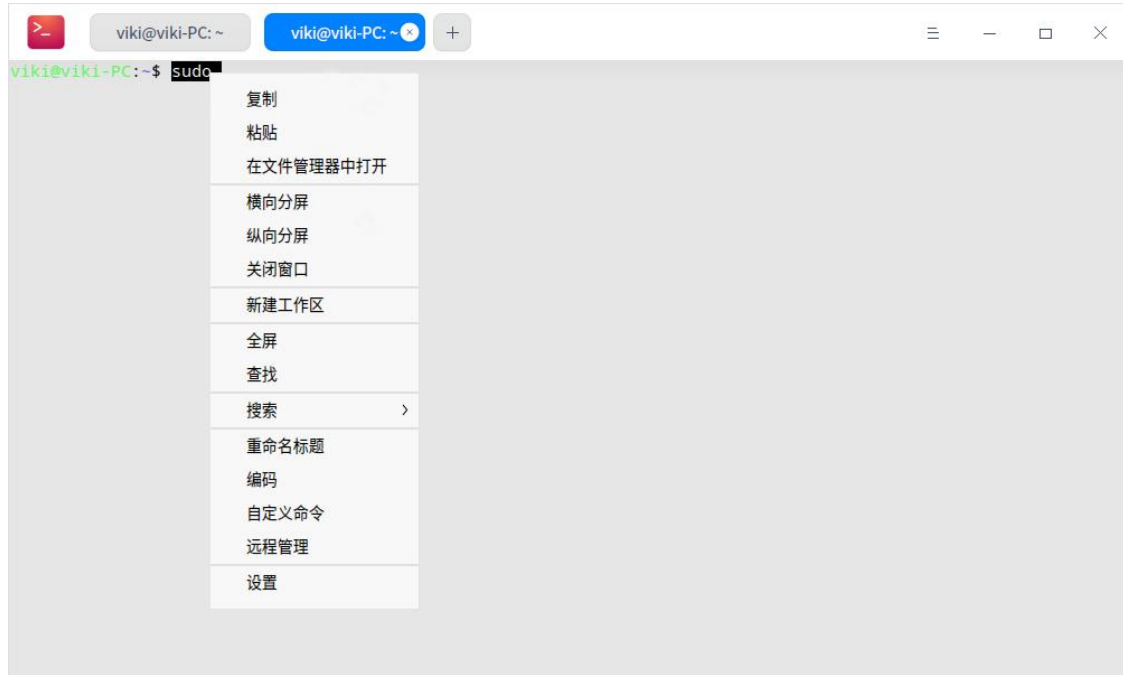 viki@viki-PC: ~
viki@viki-PC: ~
viki@viki-PC:~$ sudo
复制
粘贴
在文件管理器中打开
横向分屏
纵向分屏
关闭窗口
新建工作区
全屏
查找
搜索
重命名标题
编码
自定义命令
远程管理
设置